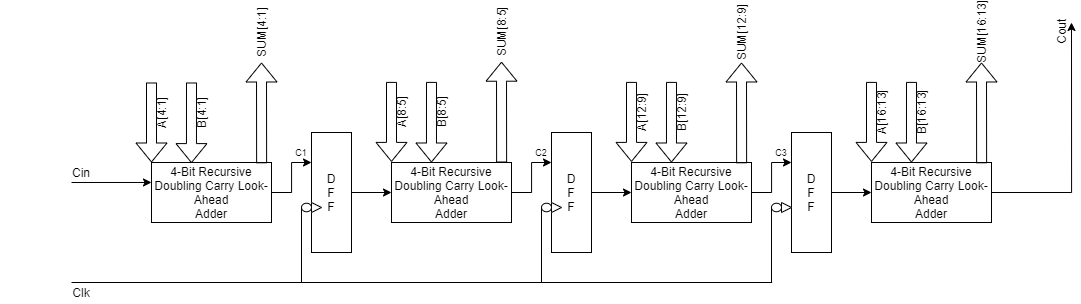 SUM[4:1]
SUM[8:5]
SUM[12:9]
SUM[16:13]
Cout
A[4:1]
B[4:1]
A[8:5]
B[8:5]
A[12:9]
B[12:9]
A[16:13]
B[16:13]
C1
C2
C3
Cin
4-Bit Recursive
Doubling Carry Look-
Ahead
Adder
D
F
F
4-Bit Recursive
Doubling Carry Look-
Ahead
Adder
D
F
F
4-Bit Recursive
Doubling Carry Look-
Ahead
Adder
D
F
F
4-Bit Recursive
Doubling Carry Look-
Ahead
Adder
Clk